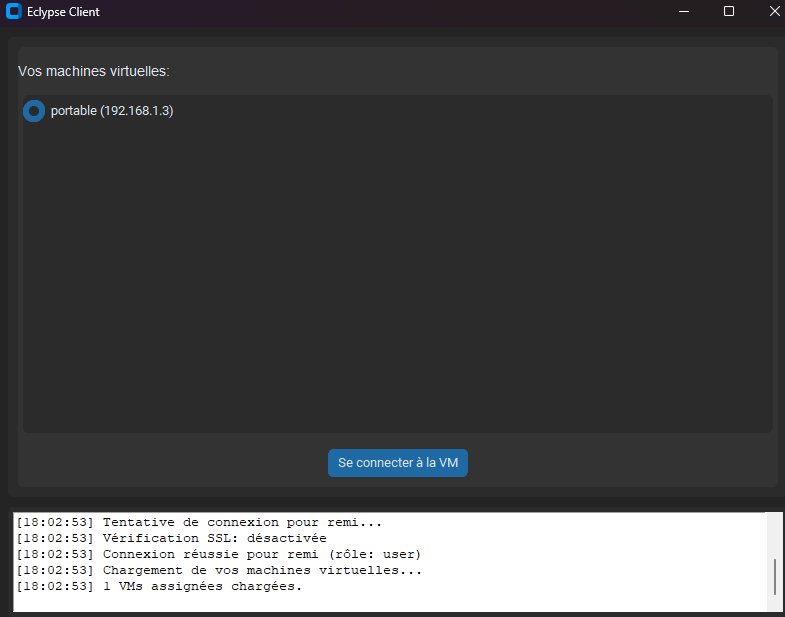 Eclypse Client
Vos machines virtuelles:
portable (192.168.1.3)
Se connecter à la VM
[18:02:53] Tentative de connexion pour remi...
[18:02:53] Vérification SSL: désactivée
[18:02:53] Connexion réussie pour remi (rôle: user)
[18:02:53] Chargement de vos machines virtuelles...
[18:02:53] 1 VMs assignées chargées.